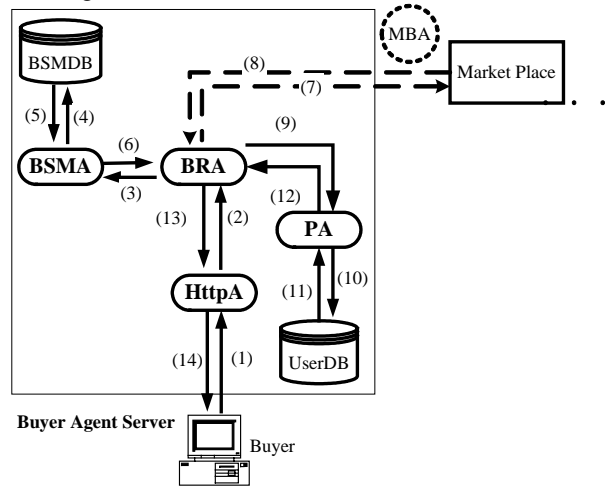 MBA
BSMDB
(8)
Market Place
(7)
. . .
(5)
(4)
(9)
(6)
BSMA
BRA
(3)
(12)
(13)
(2)
PA
HttpA
(11)
(10)
(14)
(1)
UserDB
Buyer Agent Server
Buyer